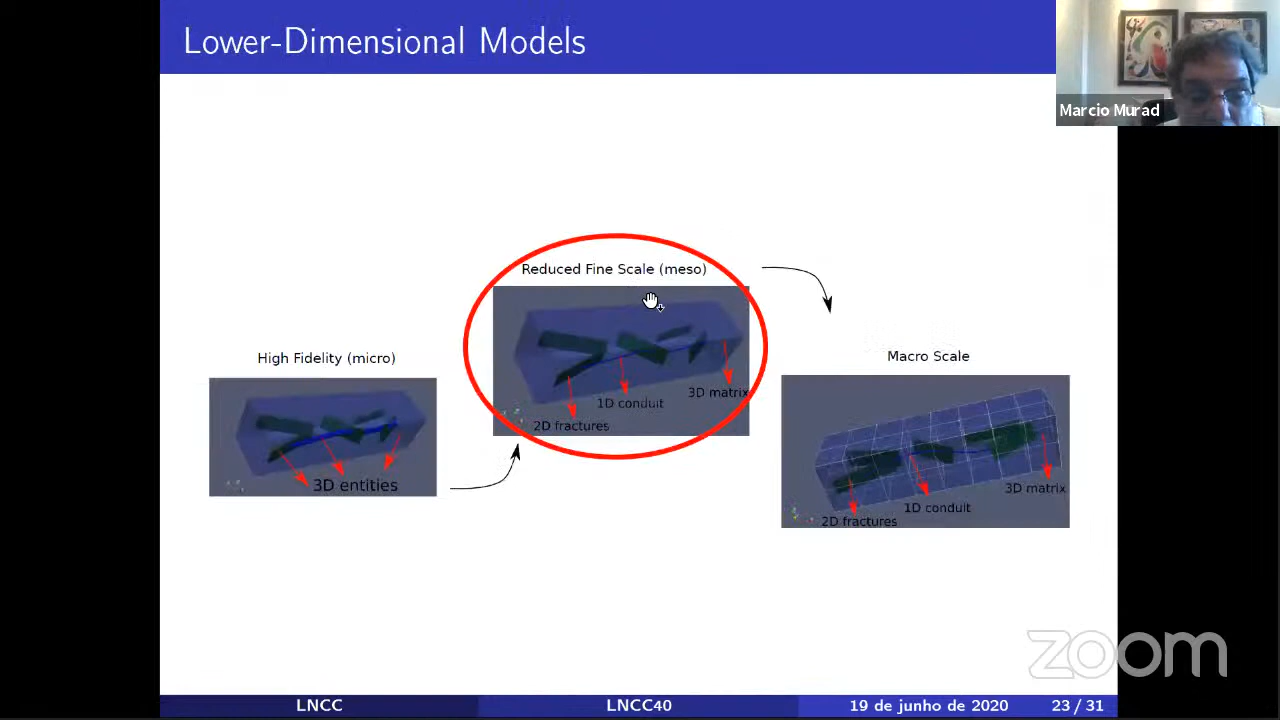 Lower-Dimensional Models
Marcio Murad
Reduced Fine Scale (meso)
High Fidelity (micro)
Macro Scale
3D matrix
1D conduit
2D fractures
3D entities
3D matrix
1D conduit
2D fractures
zoom
LNCC
LNCC40
19 de junho de 2020
23 / 31